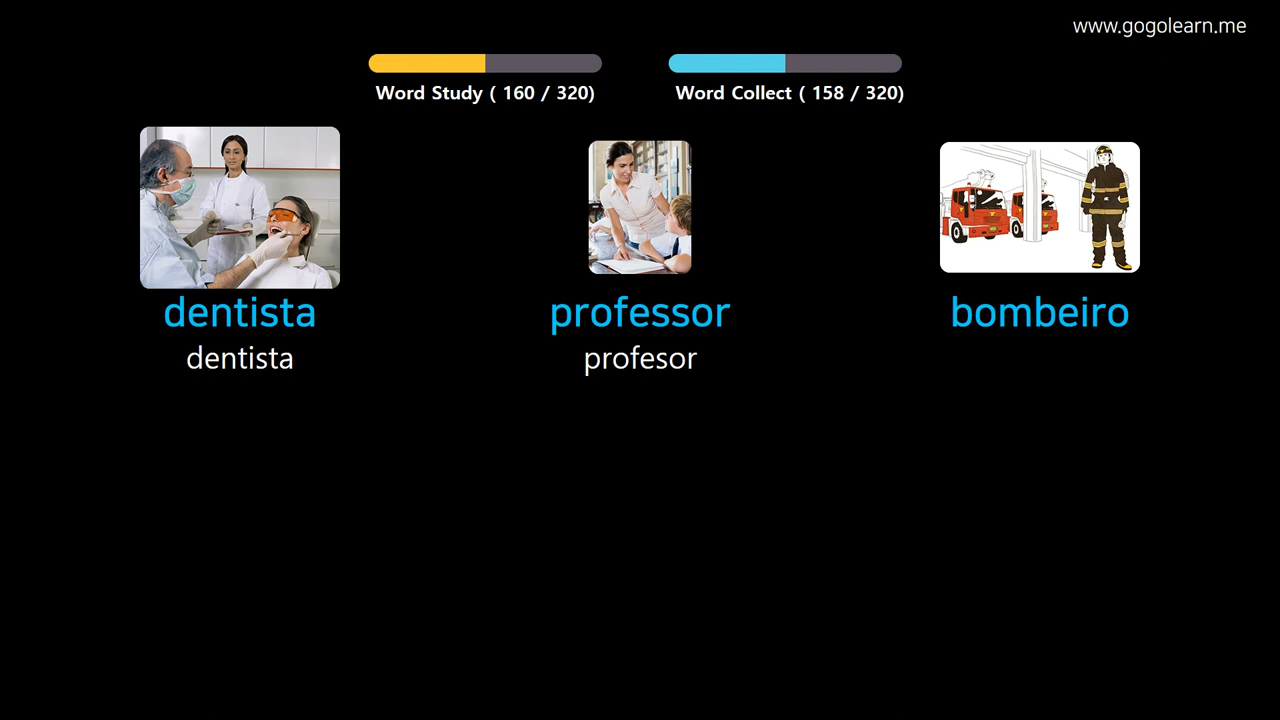 www.gogolearn.me
Word Study ( 160 / 320)
Word Collect ( 158 / 320)
dentista
professor
bombeiro
dentista
profesor